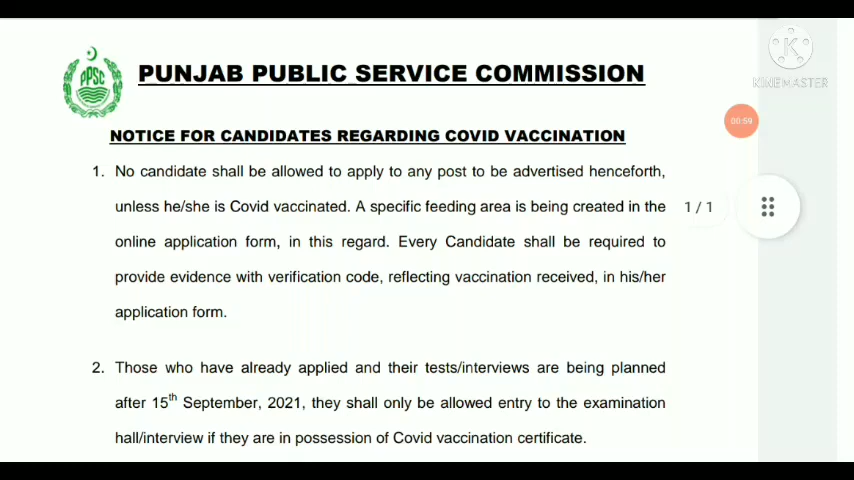 PUNJAB PUBLIC SERVICE COMMISSION
PPSC
KINEMASTER
00:59
NOTICE FOR CANDIDATES REGARDING COVID VACCINATION
1. No candidate shall be allowed to apply to any post to be advertised henceforth,
unless he/she is Covid vaccinated. A specific feeding area is being created in the
1 / 1
online application form, in this regard. Every Candidate shall be required to
provide evidence with verification code, reflecting vaccination received, in his/her
application form.
2. Those who have already applied and their tests/interviews are being planned
after 15th September, 2021, they shall only be allowed entry to the examination
hall/interview if they are in possession of Covid vaccination certificate.